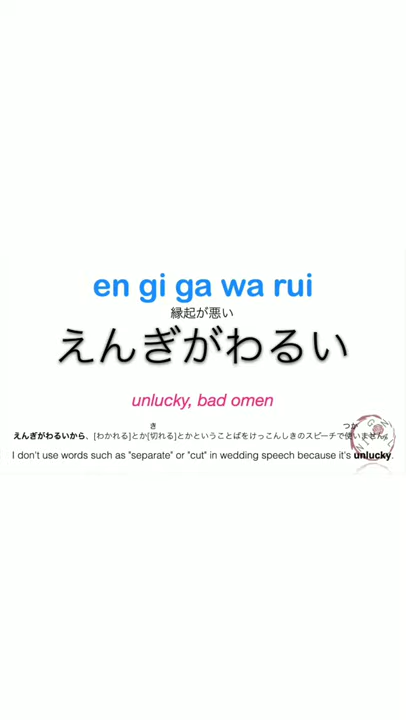 en gi ga wa rui
縁起が悪い
えんぎがわるい
unlucky, bad omen
き つか
えんぎがわるいから、[わかれる]とか[切れる]とかということばをけっこんしきのスピーチで使いません。
I don't use words such as "separate" or "cut" in wedding speech because it's unlucky.